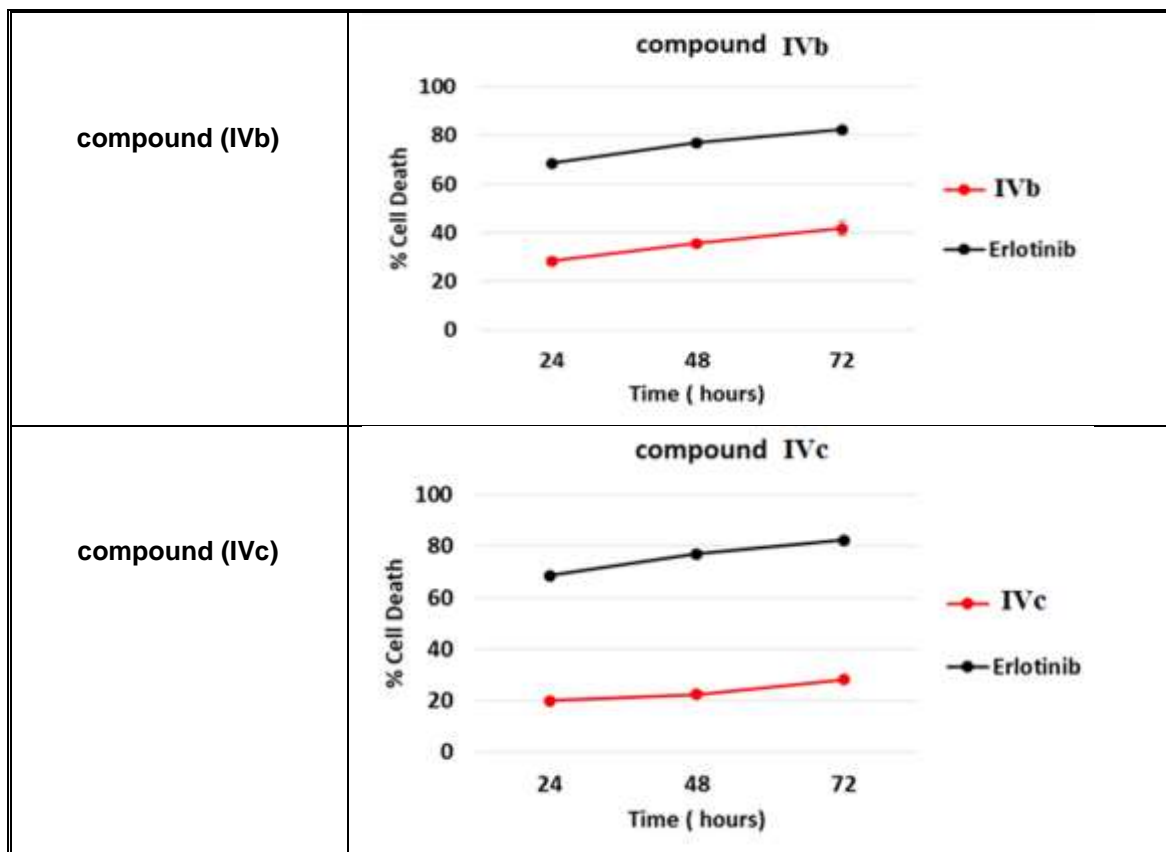 compound (IVb)
compound IVb
100
80
60
40
20
0
% Cell Death
24 48 72
Time ( hours)
IVb
Erlotinib
compound (IVc)
compound IVc
100
80
60
40
20
0
% Cell Death
24 48 72
Time ( hours)
IVc
Erlotinib